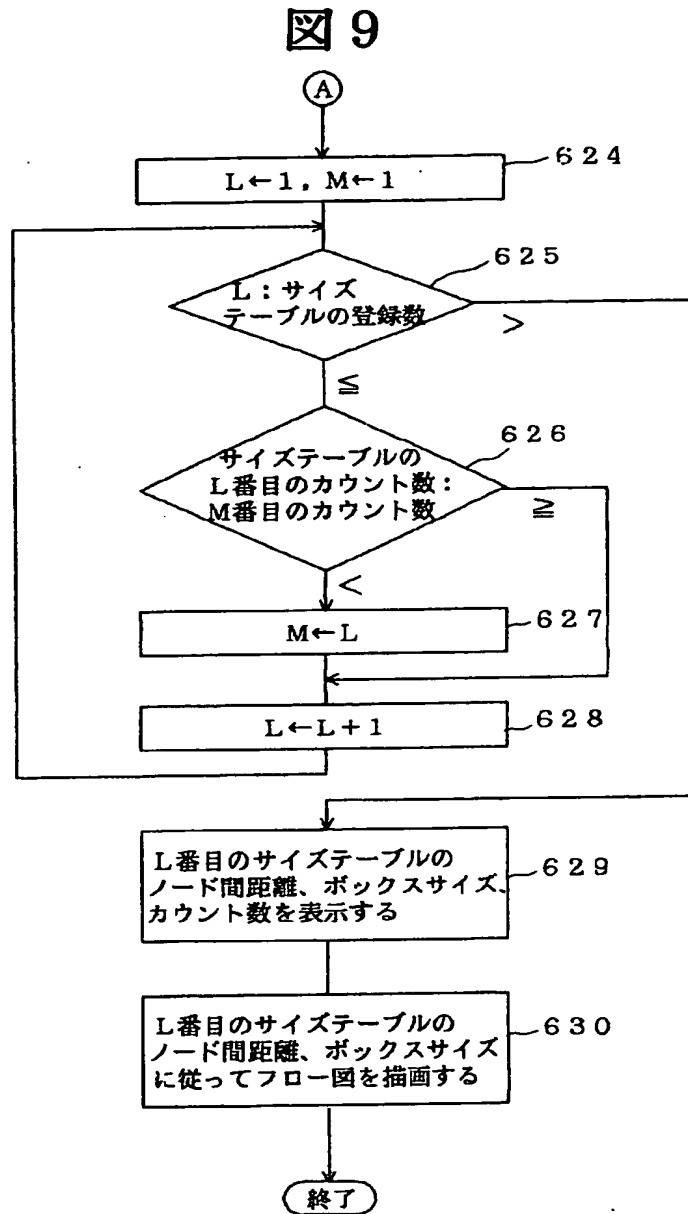 図9
A
L←1, M←1
624
L：サイズ
テーブルの登録数
625
>
≦
サイズテーブルの
L番目のカウント数：
M番目のカウント数
626
≧
<
M←L
627
L←L+1
628
L番目のサイズテーブルの
ノード間距離、ボックスサイズ、
カウント数を表示する
629
L番目のサイズテーブルの
ノード間距離、ボックスサイズ
に従ってフロー図を描画する
630
終了